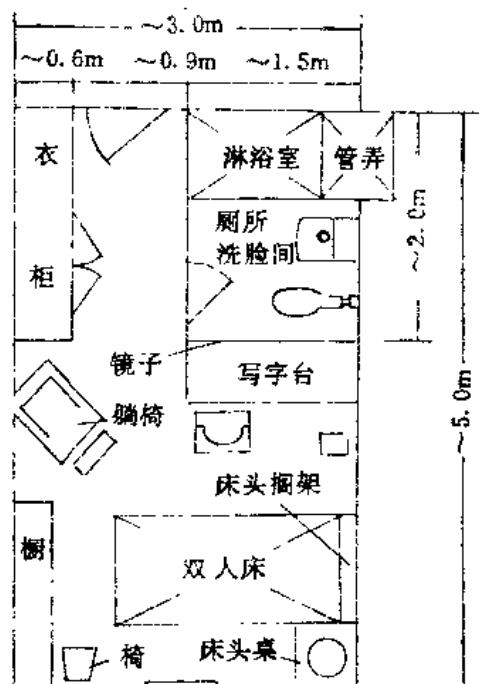 ~3.0m
~0.6m ~0.9m ~1.5m
衣
柜
淋浴室
管弄
厕所
洗脸间
~2.0m
镜子
写字台
躺椅
~5.0m
床头搁架
橱
双人床
椅
床头桌